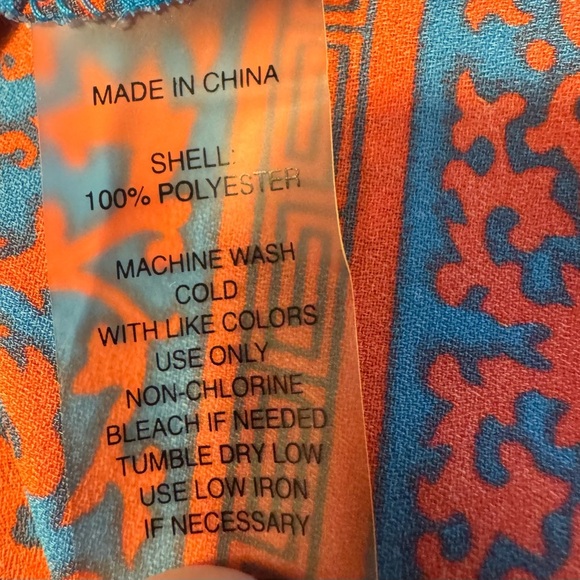 MADE IN CHINA
SHELL:
100% POLYESTER
MACHINE WASH
COLD
WITH LIKE COLORS
USE ONLY
NON-CHLORINE
BLEACH IF NEEDED
TUMBLE DRY LOW
USE LOW IRON
IF NECESSARY